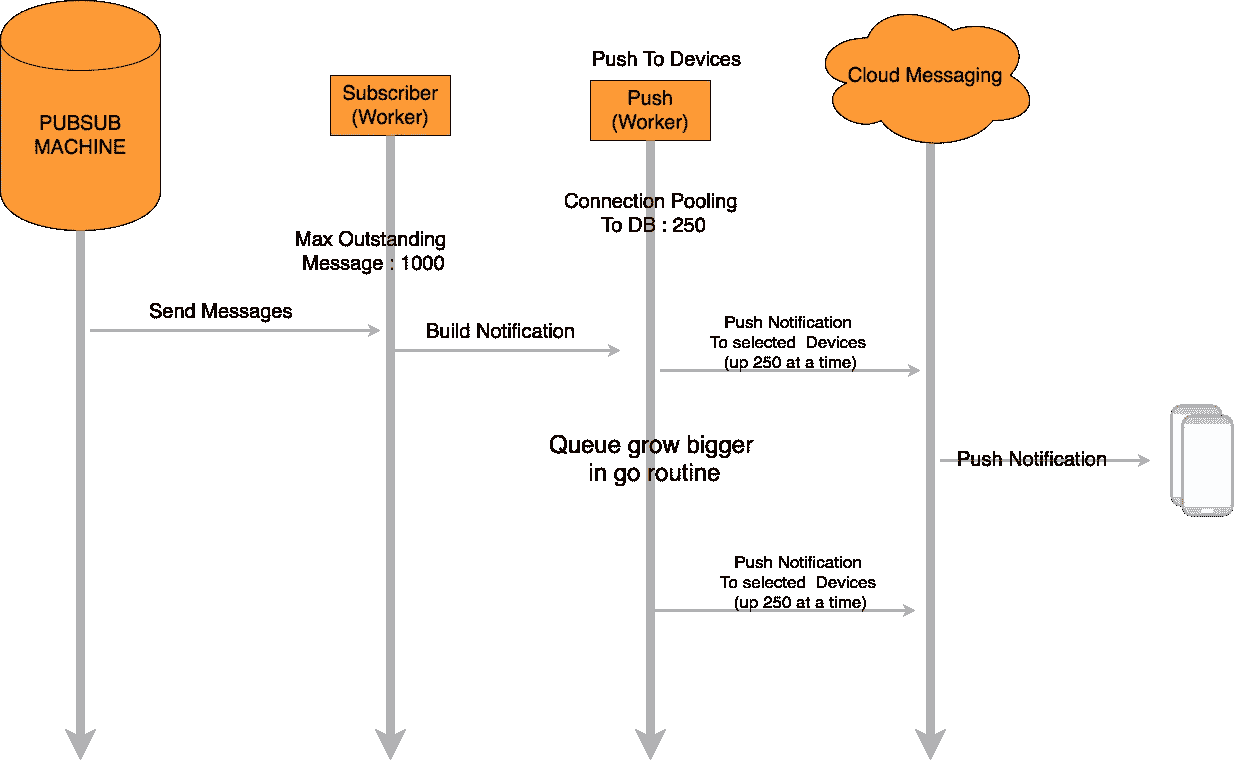 PUBSUB
MACHINE
Subscriber
(Worker)
Push To Devices
Push
(Worker)
Cloud Messaging
Connection Pooling
To DB : 250
Max Outstanding
Message : 1000
Send Messages
Build Notification
Push Notification
To selected Devices
(up 250 at a time)
Queue grow bigger
in go routine
Push Notification
Push Notification
To selected Devices
(up 250 at a time)